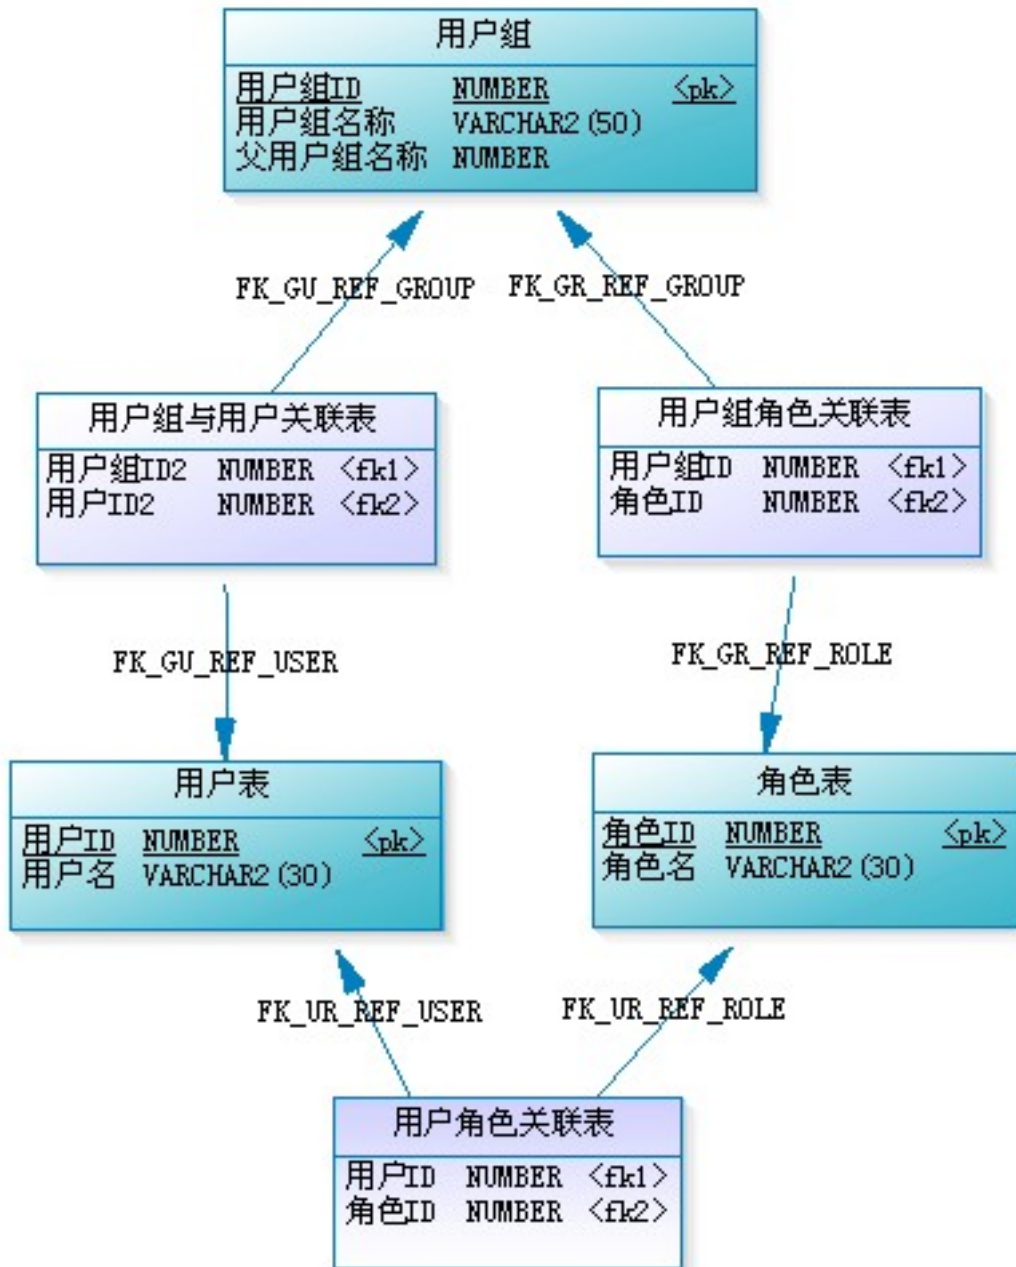 用户组
用户组ID NUMBER <pk>
用户组名称 VARCHAR2(50)
父用户组名称 NUMBER
FK_GU_REF_GROUP FK_GR_REF_GROUP
用户组与用户关联表
用户组ID2 NUMBER <fk1>
用户ID2 NUMBER <fk2>
用户组角色关联表
用户组ID NUMBER <fk1>
角色ID NUMBER <fk2>
FK_GU_REF_USER
FK_GR_REF_ROLE
用户表
用户ID NUMBER <pk>
用户名 VARCHAR2(30)
角色表
角色ID NUMBER <pk>
角色名 VARCHAR2(30)
FK_UR_REF_USER FK_UR_REF_ROLE
用户角色关联表
用户ID NUMBER <fk1>
角色ID NUMBER <fk2>